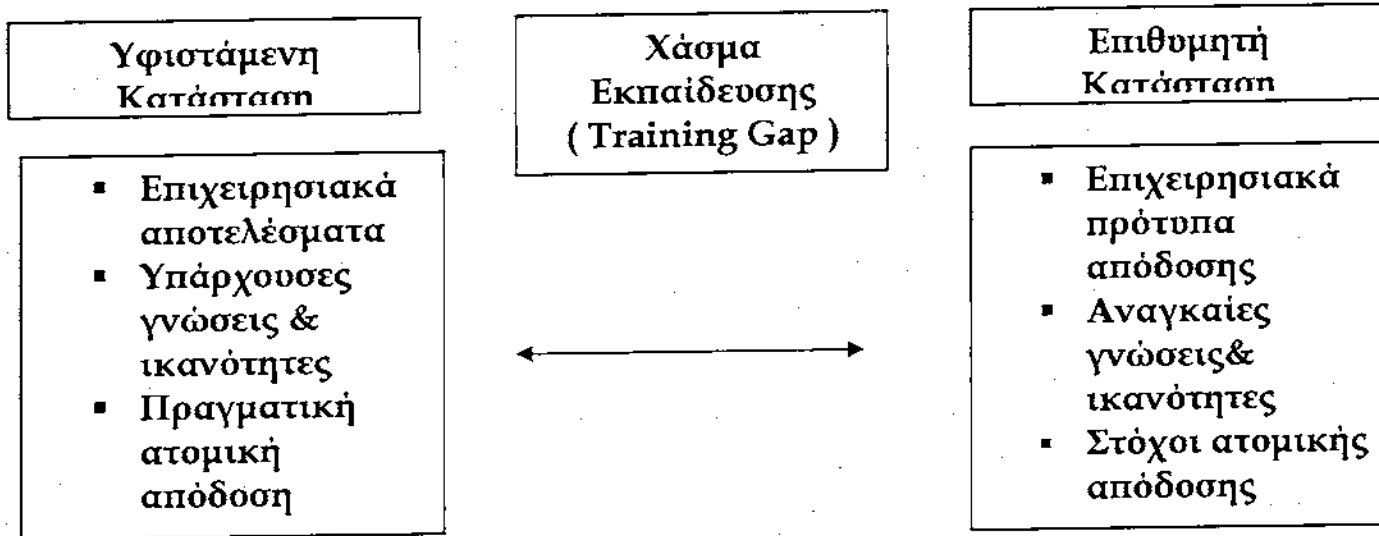 Υφιστάμενη
Κατάσταση
Χάσμα
Εκπαίδευσης
( Training Gap )
Επιθυμητή
Κατάσταση
▪ Επιχειρησιακά
αποτελέσματα
▪ Υπάρχουσες
γνώσεις &
ικανότητες
▪ Πραγματική
ατομική
απόδοση
▪ Επιχειρησιακά
πρότυπα
απόδοσης
▪ Αναγκαίες
γνώσεις&
ικανότητες
▪ Στόχοι ατομικής
απόδοσης